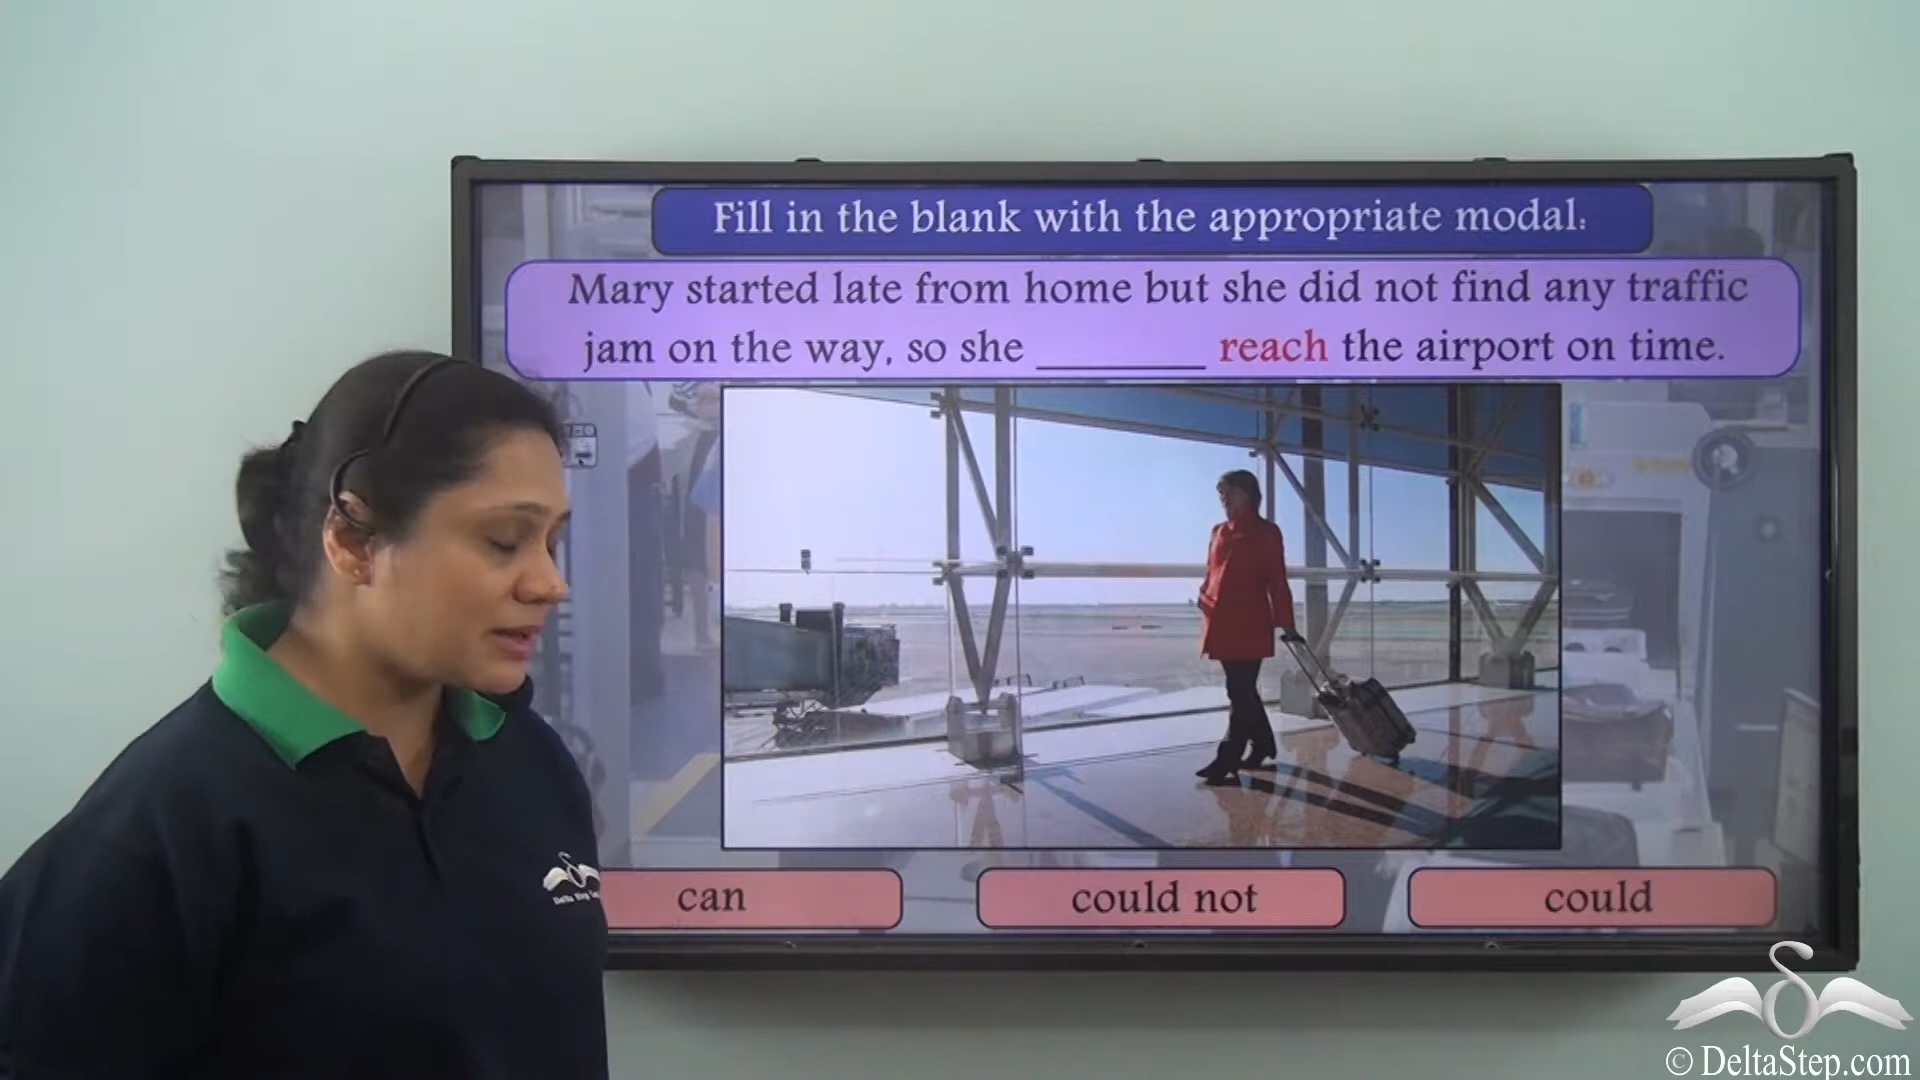 Fill in the blank with the appropriate modal:
Mary started late from home but she did not find any traffic
jam on the way, so she ________ reach the airport on time.
can
could not
could
© DeltaStep.com